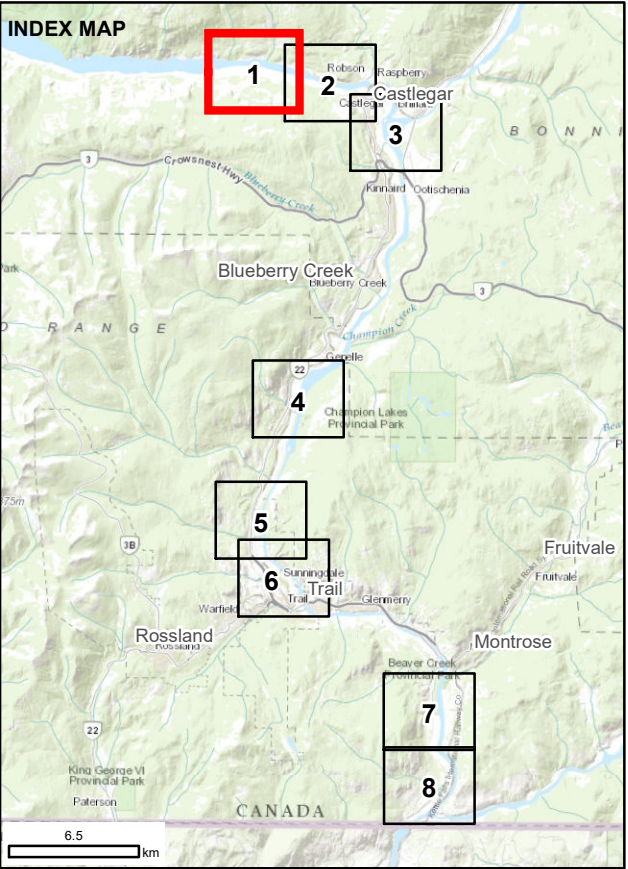 INDEX MAP
1
2
Robson
Raspberry
Castlegar
3
BONNI
3
Crowsnest Hwy
Blueberry Creek
Kinnaird
Ootischenia
Blueberry Creek
Blueberry Creek
3
RANGE
Champion Creek
Genelle
22
4
Champion Lakes
Provincial Park
5
3B
Fruitvale
Fruitvale
6
Sunningdale
Trail
Trail
Glenmerry
Warfield
Rossland
Rossland
Montrose
Beaver Creek
Provincial Park
7
22
8
King George VI
Provincial Park
Paterson
CANADA
6.5
km